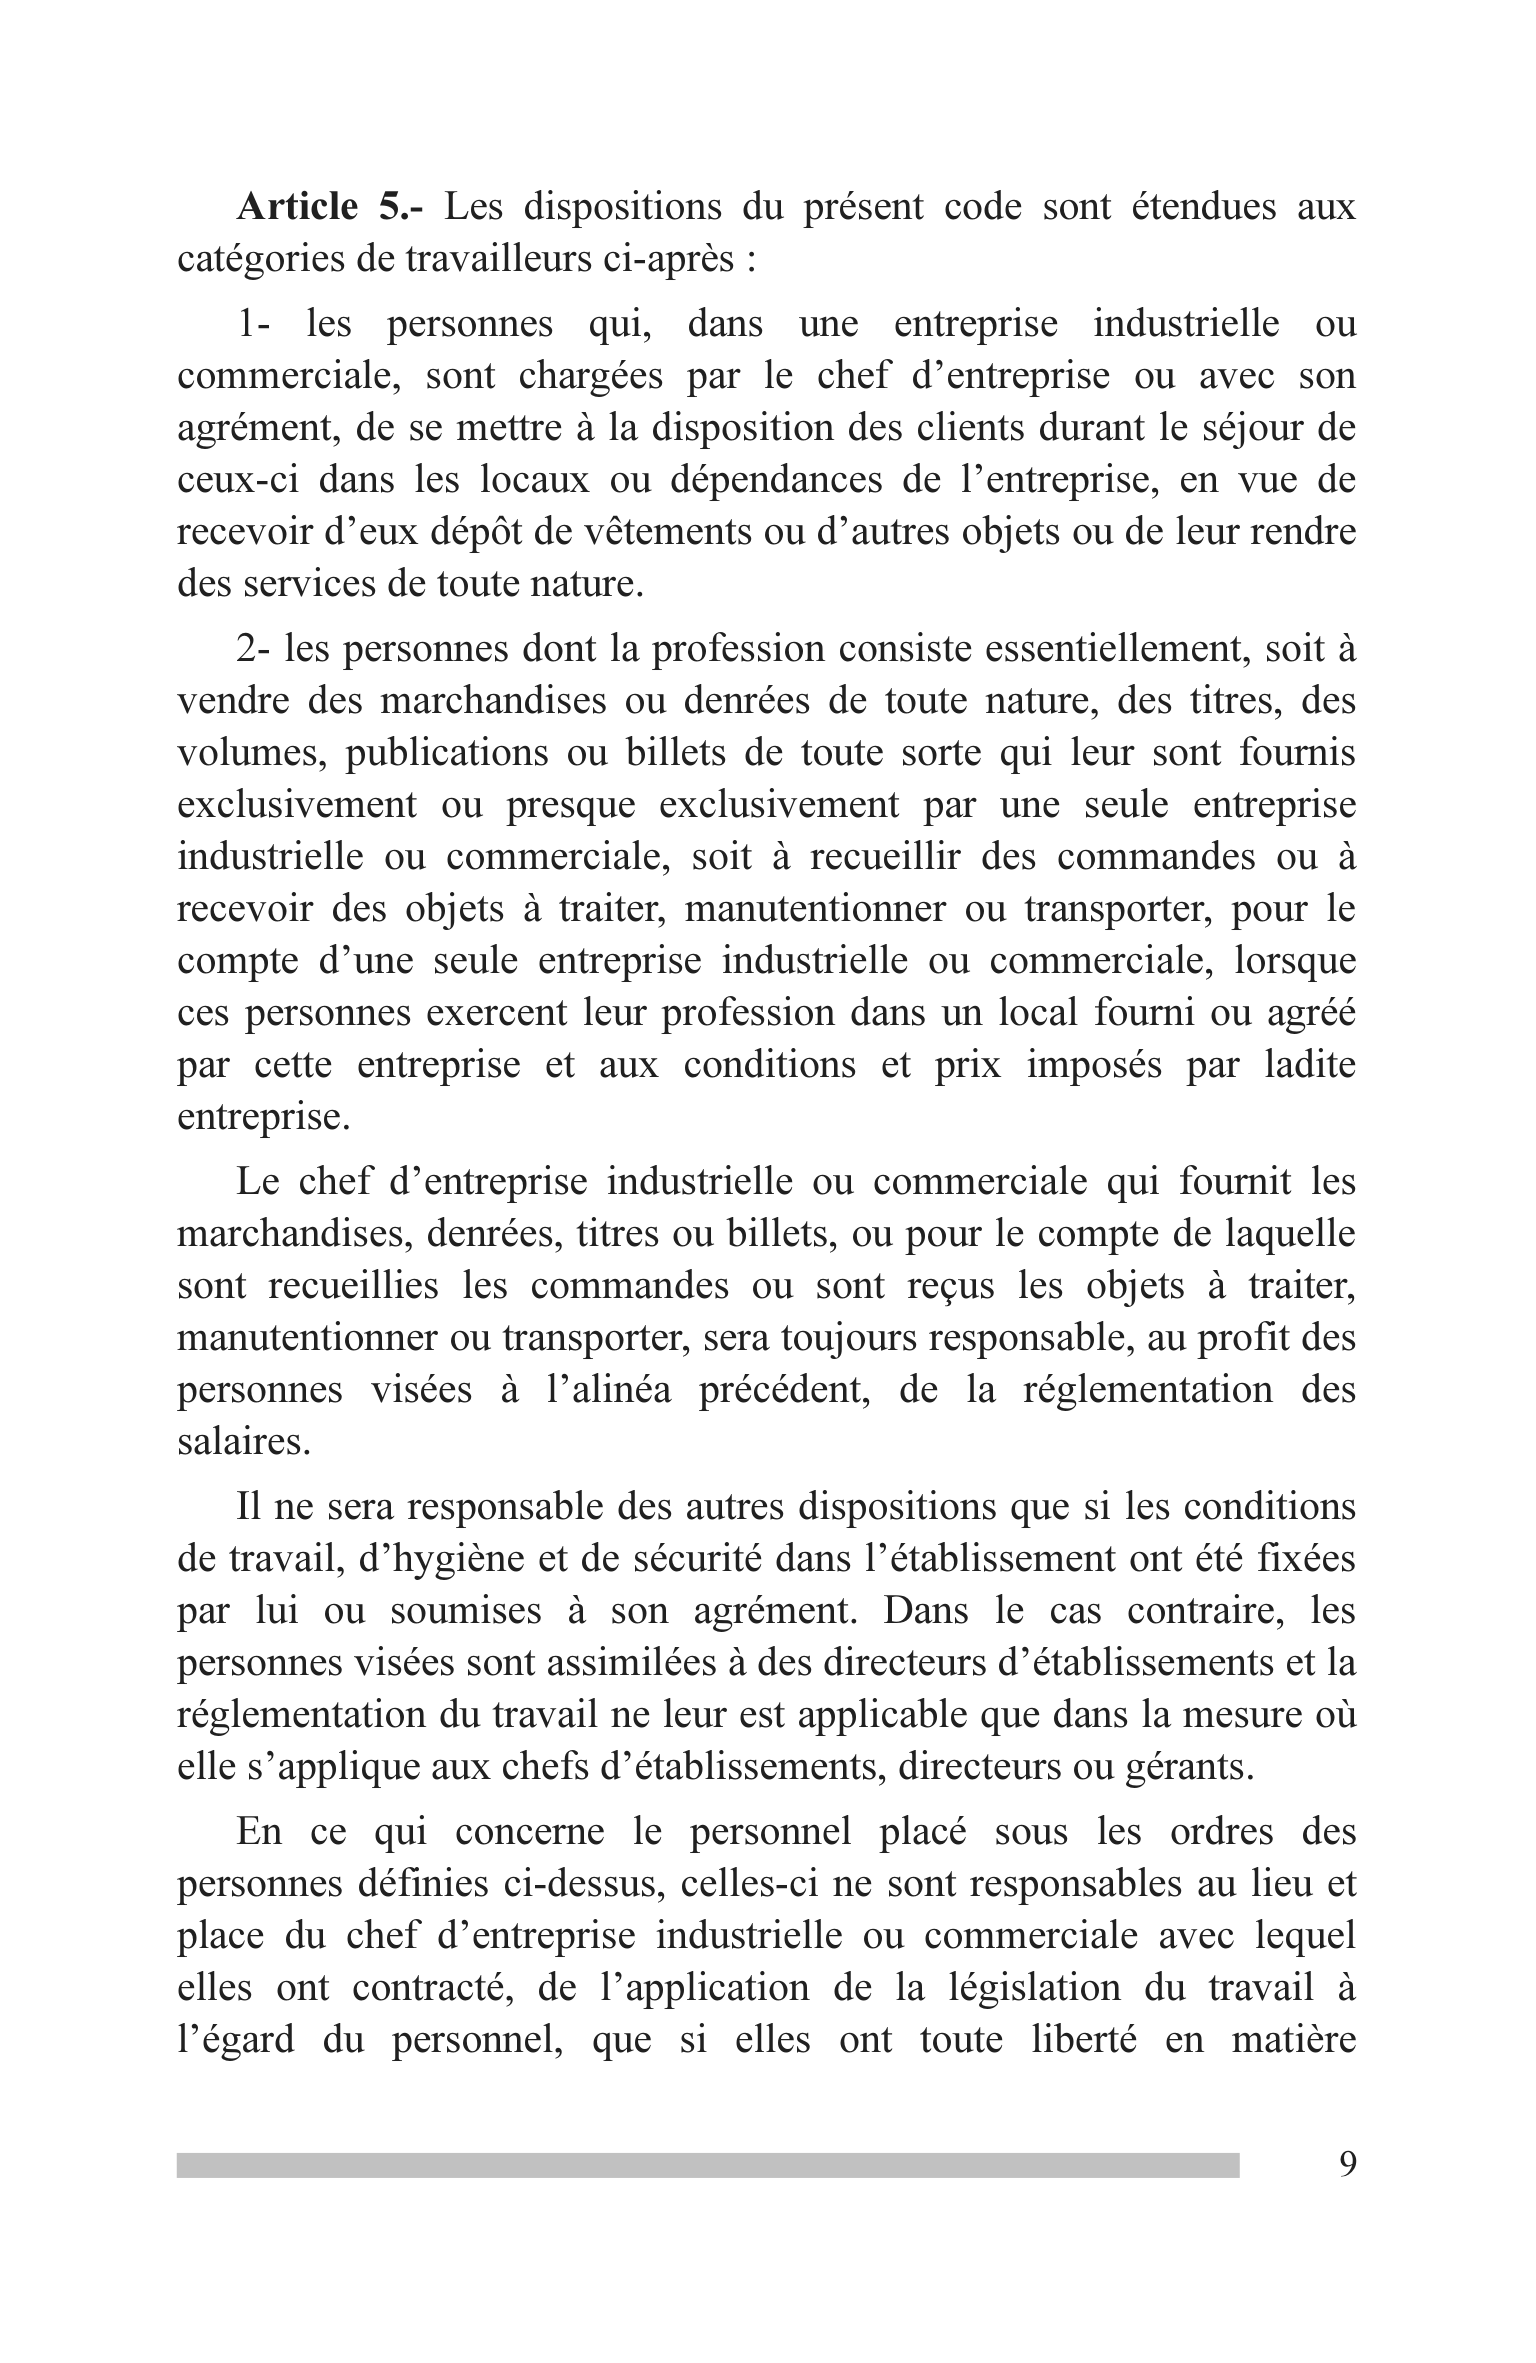 Article 5.- Les dispositions du présent code sont étendues aux
catégories de travailleurs ci-après :
1- les personnes qui, dans une entreprise industrielle ou
commerciale, sont chargées par le chef d’entreprise ou avec son
agrément, de se mettre à la disposition des clients durant le séjour de
ceux-ci dans les locaux ou dépendances de l’entreprise, en vue de
recevoir d’eux dépôt de vêtements ou d’autres objets ou de leur rendre
des services de toute nature.
2- les personnes dont la profession consiste essentiellement, soit à
vendre des marchandises ou denrées de toute nature, des titres, des
volumes, publications ou billets de toute sorte qui leur sont fournis
exclusivement ou presque exclusivement par une seule entreprise
industrielle ou commerciale, soit à recueillir des commandes ou à
recevoir des objets à traiter, manutentionner ou transporter, pour le
compte d’une seule entreprise industrielle ou commerciale, lorsque
ces personnes exercent leur profession dans un local fourni ou agréé
par cette entreprise et aux conditions et prix imposés par ladite
entreprise.
Le chef d’entreprise industrielle ou commerciale qui fournit les
marchandises, denrées, titres ou billets, ou pour le compte de laquelle
sont recueillies les commandes ou sont reçus les objets à traiter,
manutentionner ou transporter, sera toujours responsable, au profit des
personnes visées à l’alinéa précédent, de la réglementation des
salaires.
Il ne sera responsable des autres dispositions que si les conditions
de travail, d’hygiène et de sécurité dans l’établissement ont été fixées
par lui ou soumises à son agrément. Dans le cas contraire, les
personnes visées sont assimilées à des directeurs d’établissements et la
réglementation du travail ne leur est applicable que dans la mesure où
elle s’applique aux chefs d’établissements, directeurs ou gérants.
En ce qui concerne le personnel placé sous les ordres des
personnes définies ci-dessus, celles-ci ne sont responsables au lieu et
place du chef d’entreprise industrielle ou commerciale avec lequel
elles ont contracté, de l’application de la législation du travail à
l’égard du personnel, que si elles ont toute liberté en matière
9